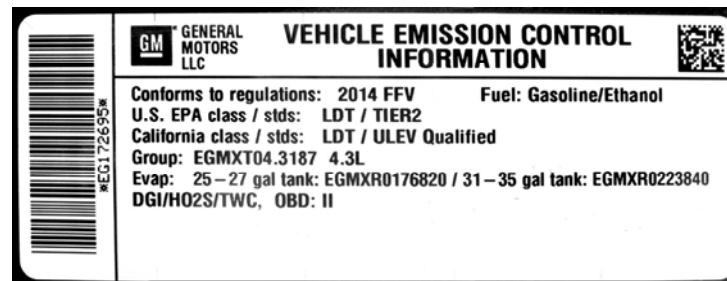 *EG172695*
GM
GENERAL
MOTORS
LLC
VEHICLE EMISSION CONTROL
INFORMATION
Conforms to regulations: 2014 FFV Fuel: Gasoline/Ethanol
U.S. EPA class / stds: LDT / TIER2
California class / stds: LDT / ULEV Qualified
Group: EGMXT04.3187 4.3L
Evap: 25–27 gal tank: EGMXR0176820 / 31–35 gal tank: EGMXR0223840
DGI/HO2S/TWC, OBD: II